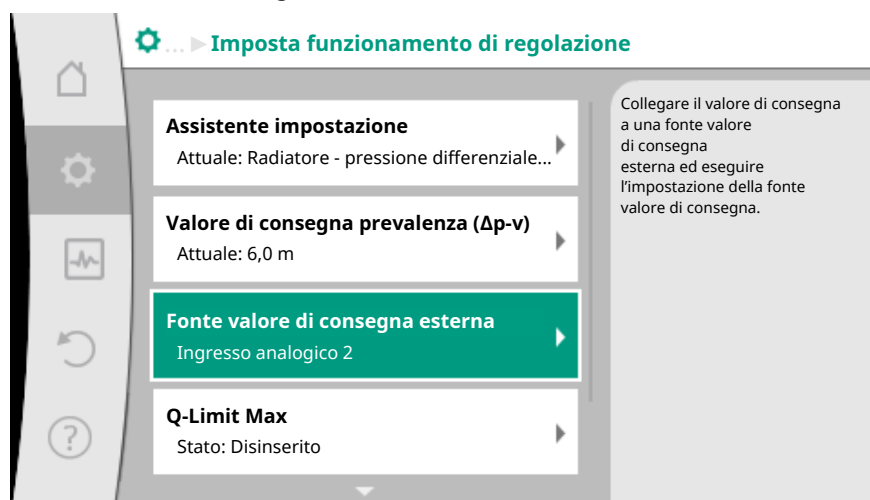 ... Imposta funzionamento di regolazione
Assistente impostazione
Attuale: Radiatore - pressione differenziale...
Valore di consegna prevalenza (Δp-v)
Attuale: 6,0 m
Fonte valore di consegna esterna
Ingresso analogico 2
Q-Limit Max
Stato: Disinserito
Collegare il valore di consegna
a una fonte valore
di consegna
esterna ed eseguire
l’impostazione della fonte
valore di consegna.
?